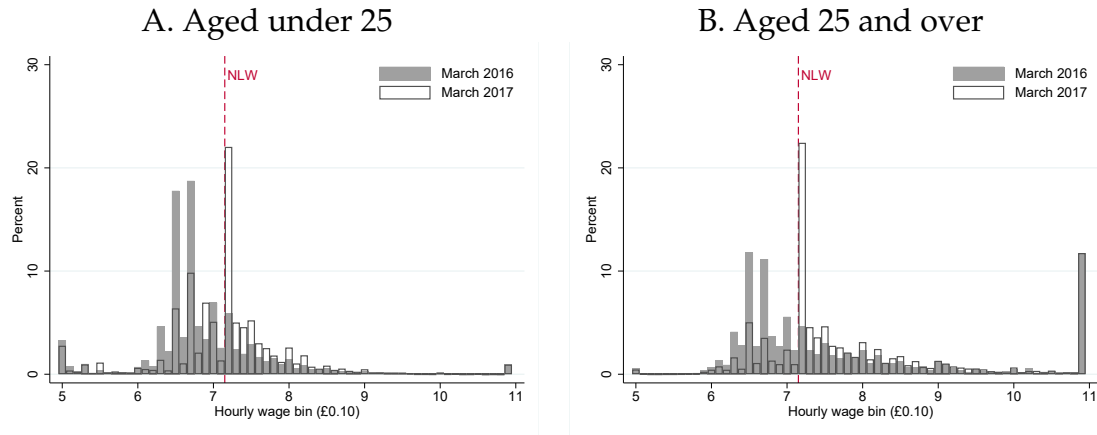 A. Aged under 25
30
20
10
0
Percent
NLW
March 2016
March 2017
5 6 7 8 9 10 11
Hourly wage bin (£0.10)
B. Aged 25 and over
30
20
10
0
Percent
NLW
March 2016
March 2017
5 6 7 8 9 10 11
Hourly wage bin (£0.10)